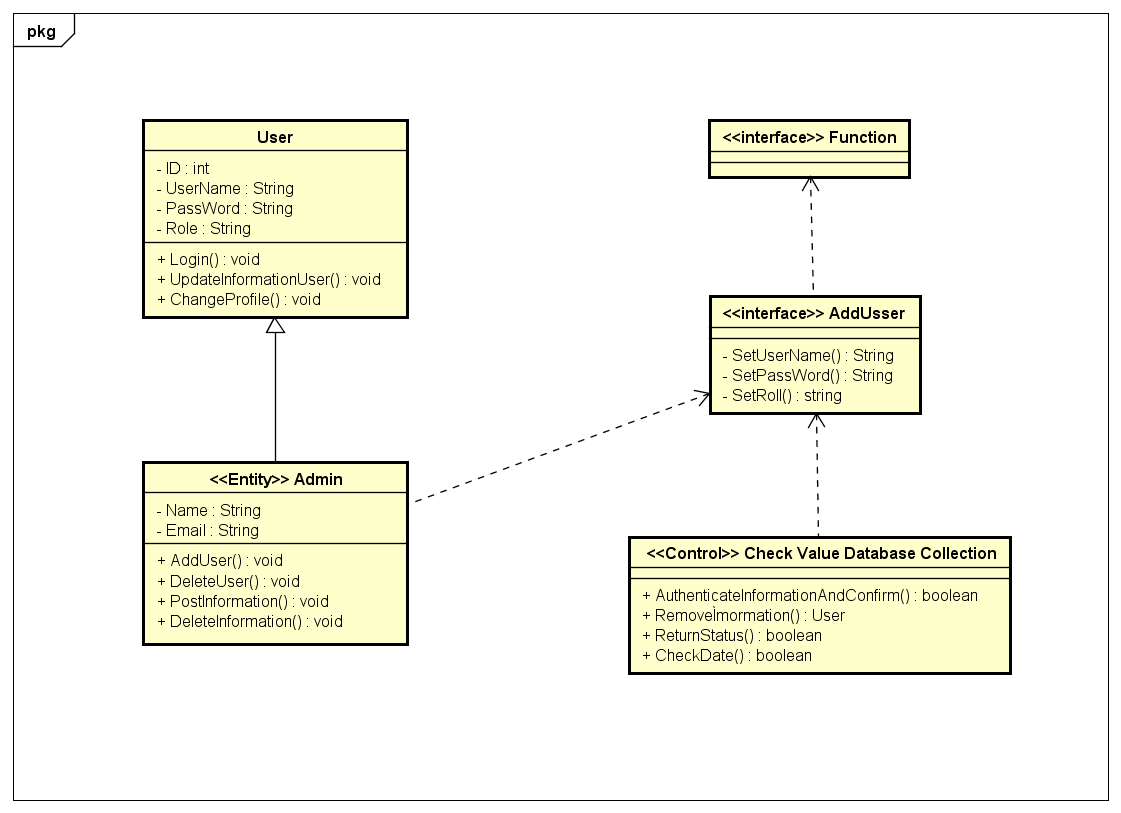 pkg
User
- ID : int
- UserName : String
- PassWord : String
- Role : String
+ Login() : void
+ UpdateInformationUser() : void
+ ChangeProfile() : void
<<interface>> Function
<<interface>> AddUsser
- SetUserName() : String
- SetPassWord() : String
- SetRoll() : string
<<Entity>> Admin
- Name : String
- Email : String
+ AddUser() : void
+ DeleteUser() : void
+ PostInformation() : void
+ DeleteInformation() : void
<<Control>> Check Value Database Collection
+ AuthenticateInformationAndConfirm() : boolean
+ RemoveÌmormation() : User
+ ReturnStatus() : boolean
+ CheckDate() : boolean